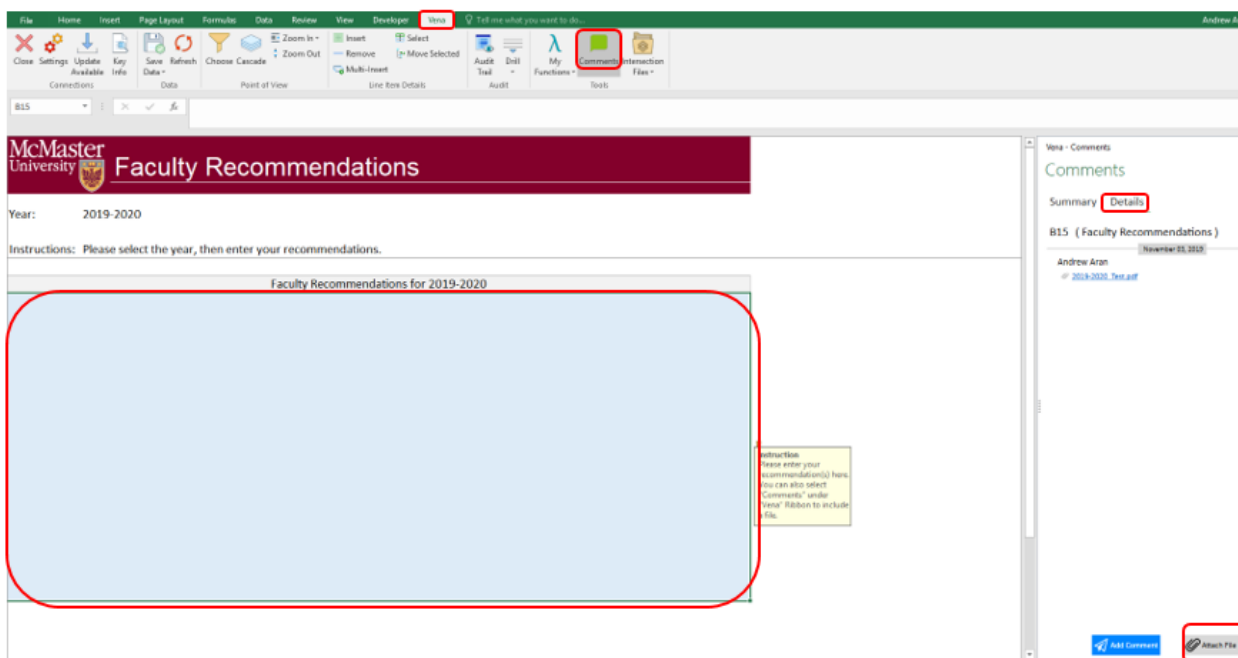 File Home Insert Page Layout Formulas Data Review View Developer Vena Tell me what you want to do... Andrew A
Close Settings Update Available Key Info Save Data Refresh Choose Cascade Zoom In Insert Select Audit Trail Drill My Functions Comments Intersection Files
Zoom Out Remove Move Selected
Multi-Insert
Connections Data Point of View Line Item Details Audit Tools
B15 fx
McMaster
University Faculty Recommendations
Year: 2019-2020
Instructions: Please select the year, then enter your recommendations.
Faculty Recommendations for 2019-2020
Instruction
Please enter your
recommendation(s) here.
You can also select
"Comments" under
"Vena" Ribbon to include
a file.
Vena - Comments
Comments
Summary Details
B15 ( Faculty Recommendations )
November 05, 2019
Andrew Aran
2019-2020_Test.pdf
Add Comment Attach File